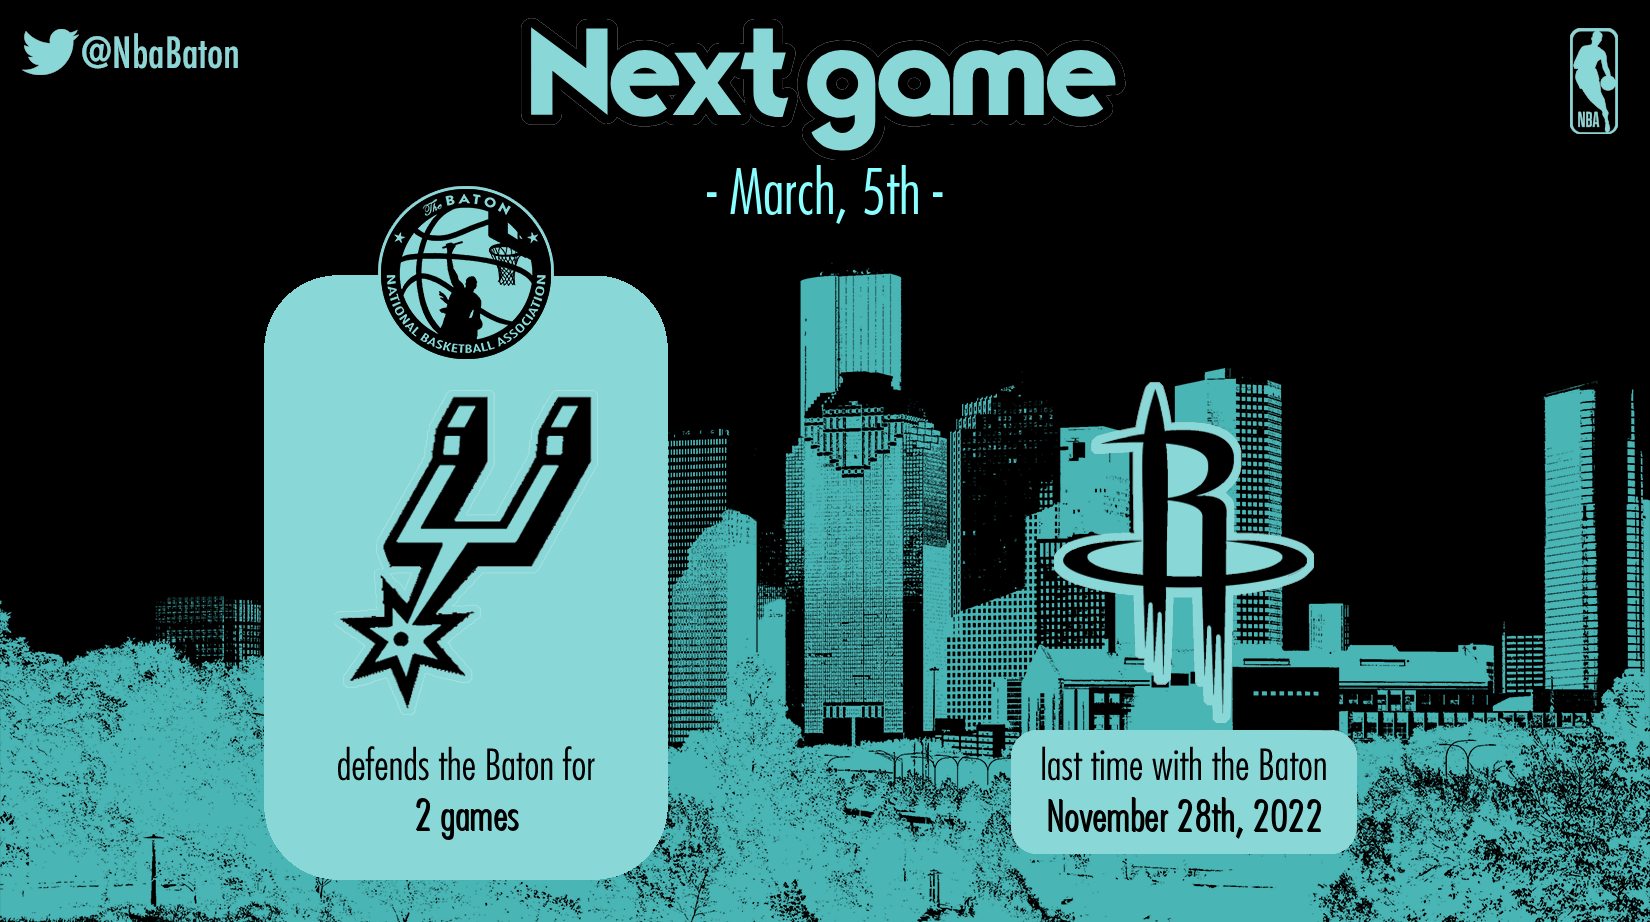 @NbaBaton
Next game
NBA
- March, 5th -
The BATON
NATIONAL BASKETBALL ASSOCIATION
defends the Baton for
2 games
last time with the Baton
November 28th, 2022